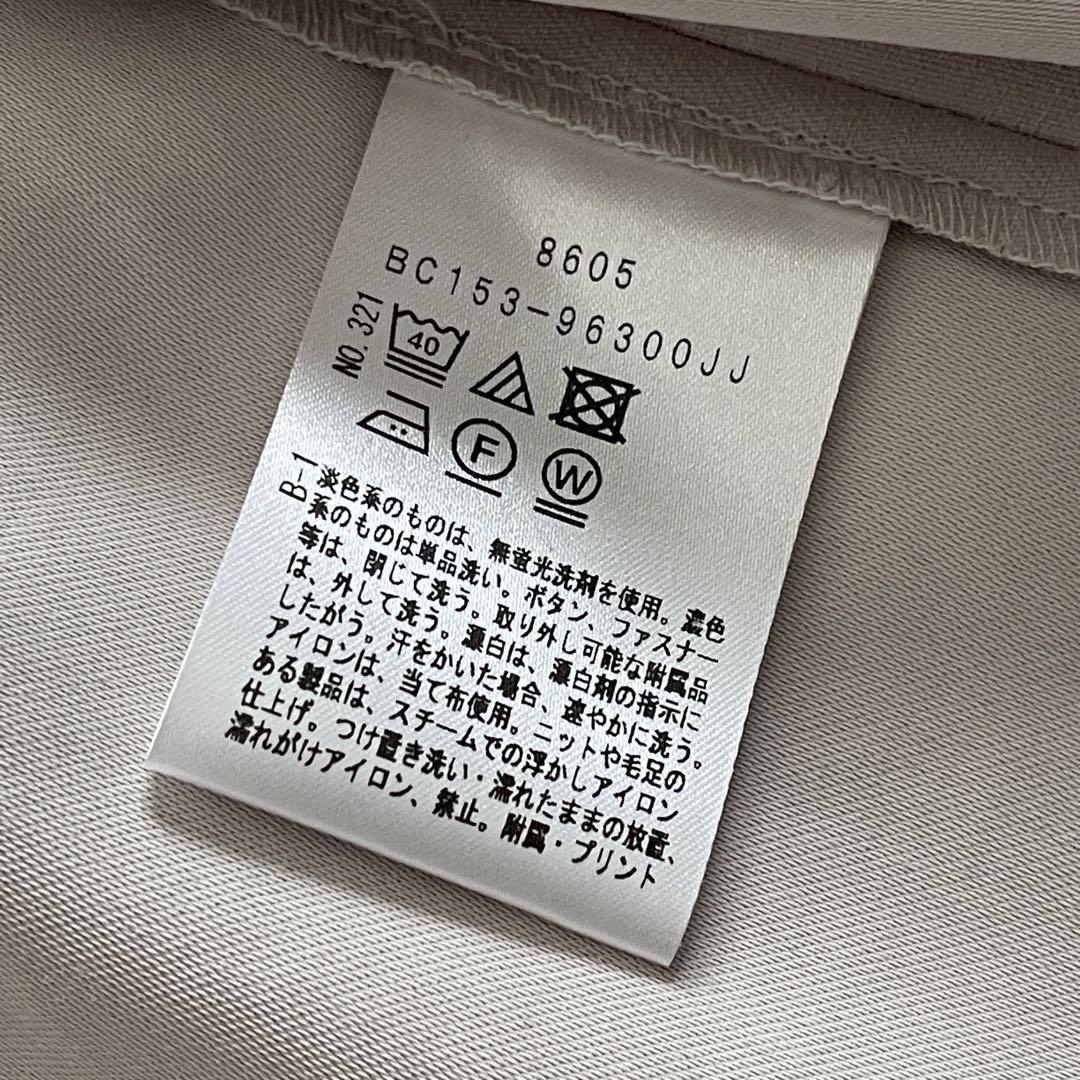 8605
BC153-96300JJ
NO.321
40
F
W
B-1
淡色系のものは、無蛍光洗剤を使用。濃色
系のものは単品洗い。ボタン、ファスナー
等は、閉じて洗う。取り外し可能な附属品
は、外して洗う。漂白は、漂白剤の指示に
したがう。汗をかいた場合、速やかに洗う。
アイロンは、当て布使用。ニットや毛足の
ある製品は、スチームでの浮かしアイロン
仕上げ。つけ置き洗い・濡れたままの放置、
濡れがけアイロン、禁止。附属・プリント